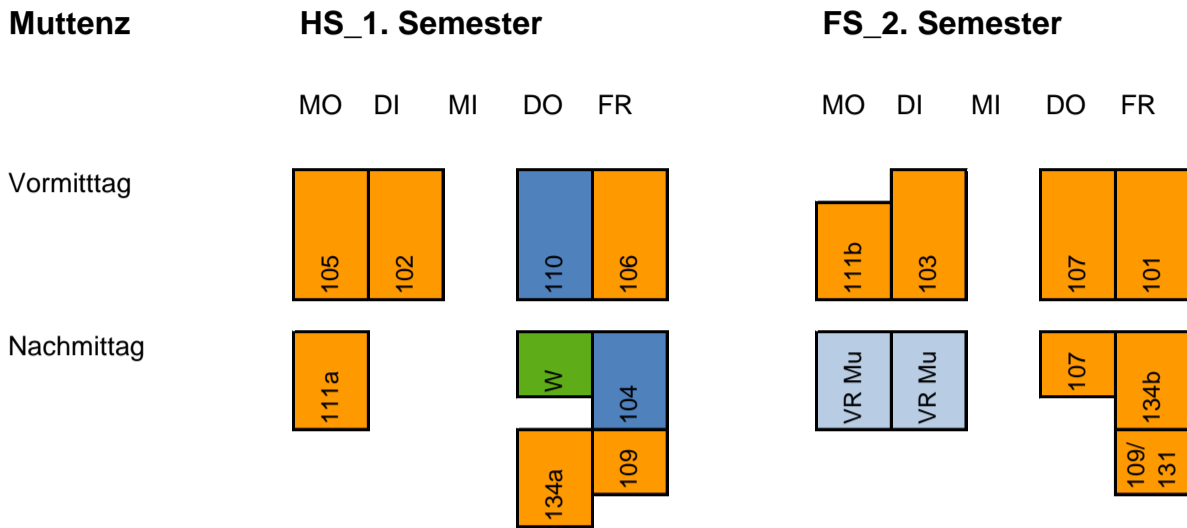 Muttenz HS_1. Semester FS_2. Semester
MO DI MI DO FR MO DI MI DO FR
Vormitttag
105 102 110 106 111b 103 107 101
Nachmittag
111a W 104 VR Mu VR Mu 107 134b
134a 109 109/
131